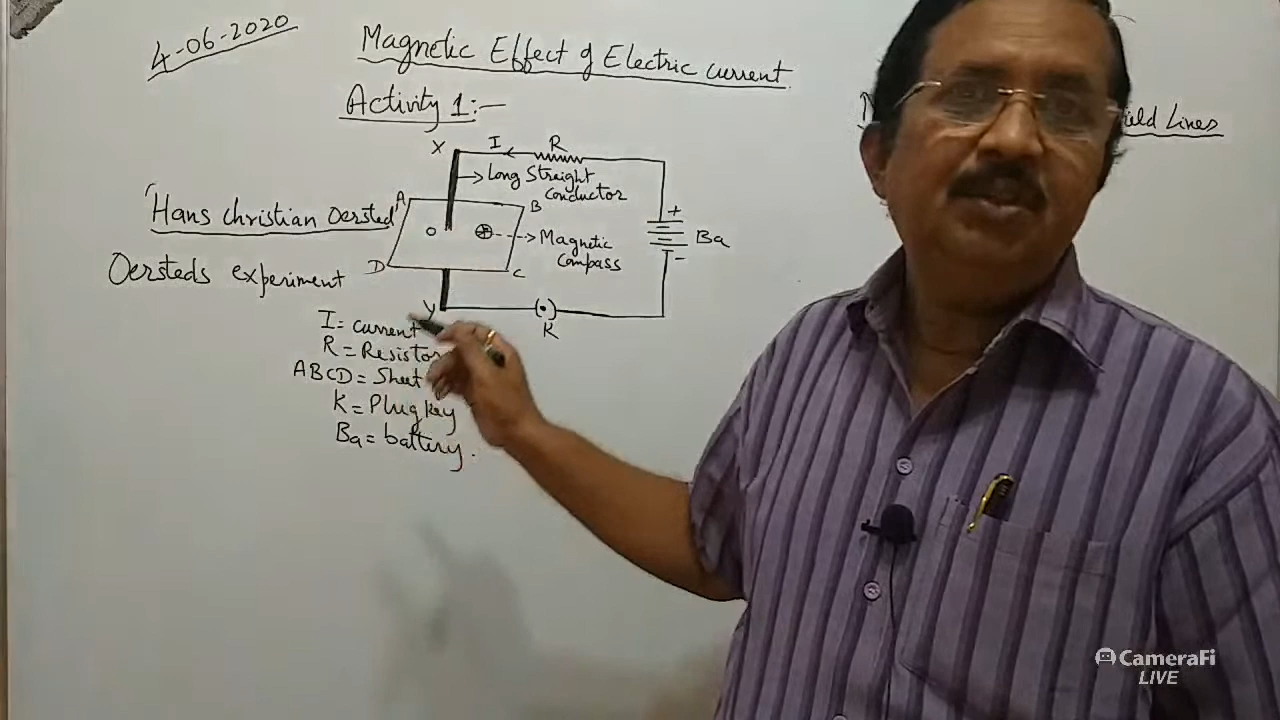 4-06-2020
Magnetic Effect of Electric current
Activity 1:-
ield Lines
X
I
R
Long Straight
conductor
A
B
'Hans christian Oersted
O
+
Magnetic
compass
Ba
-
D
C
Oersteds experiment
Y
K
I = current
R = Resistor
ABCD = Sheet
K = Plug key
Ba = battery.
CameraFi
LIVE